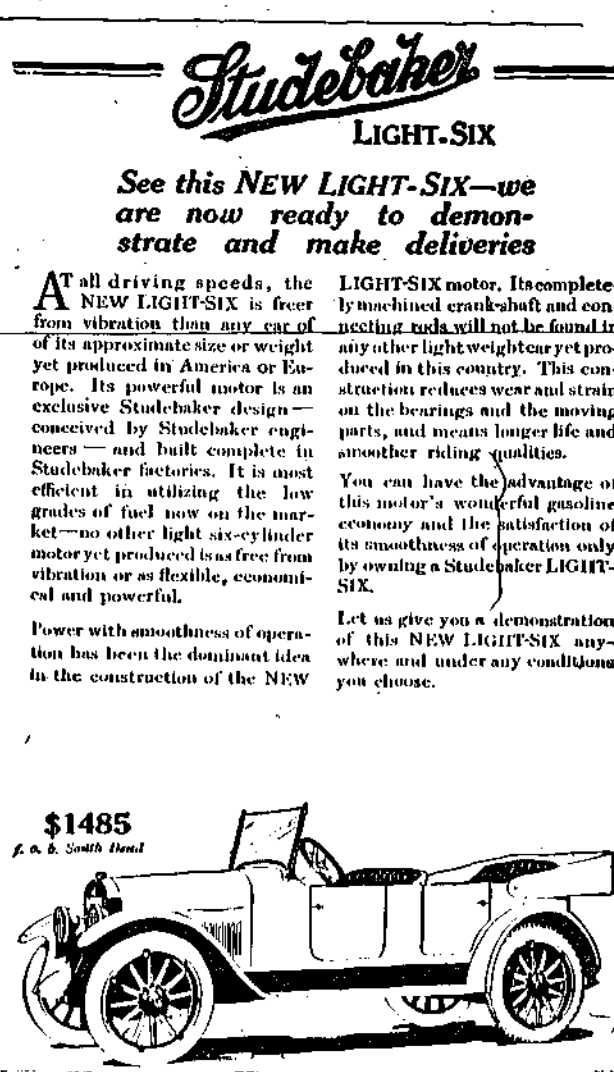 Studebaker
LIGHT-SIX
See this NEW LIGHT-SIX—we
are now ready to demon-
strate and make deliveries
AT all driving speeds, the
NEW LIGHT-SIX is freer
from vibration than any car of
of its approximate size or weight
yet produced in America or Eu-
rope. Its powerful motor is an
exclusive Studebaker design—
conceived by Studebaker engi-
neers — and built complete in
Studebaker factories. It is most
efficient in utilizing the low
grades of fuel now on the mar-
ket—no other light six-cylinder
motor yet produced is as free from
vibration or as flexible, economi-
cal and powerful.
Power with smoothness of opera-
tion has been the dominant idea
in the construction of the NEW
LIGHT-SIX motor. Its complete-
ly machined crank-shaft and con-
necting rods will not be found in
any other light weight car yet pro-
duced in this country. This con-
struction reduces wear and strain
on the bearings and the moving
parts, and means longer life and
smoother riding qualities.
You can have the advantage of
this motor's wonderful gasoline
economy and the satisfaction of
its smoothness of operation only
by owning a Studebaker LIGHT-
SIX.
Let us give you a demonstration
of this NEW LIGHT-SIX any-
where and under any conditions
you choose.
$1485
f. o. b. South Bend